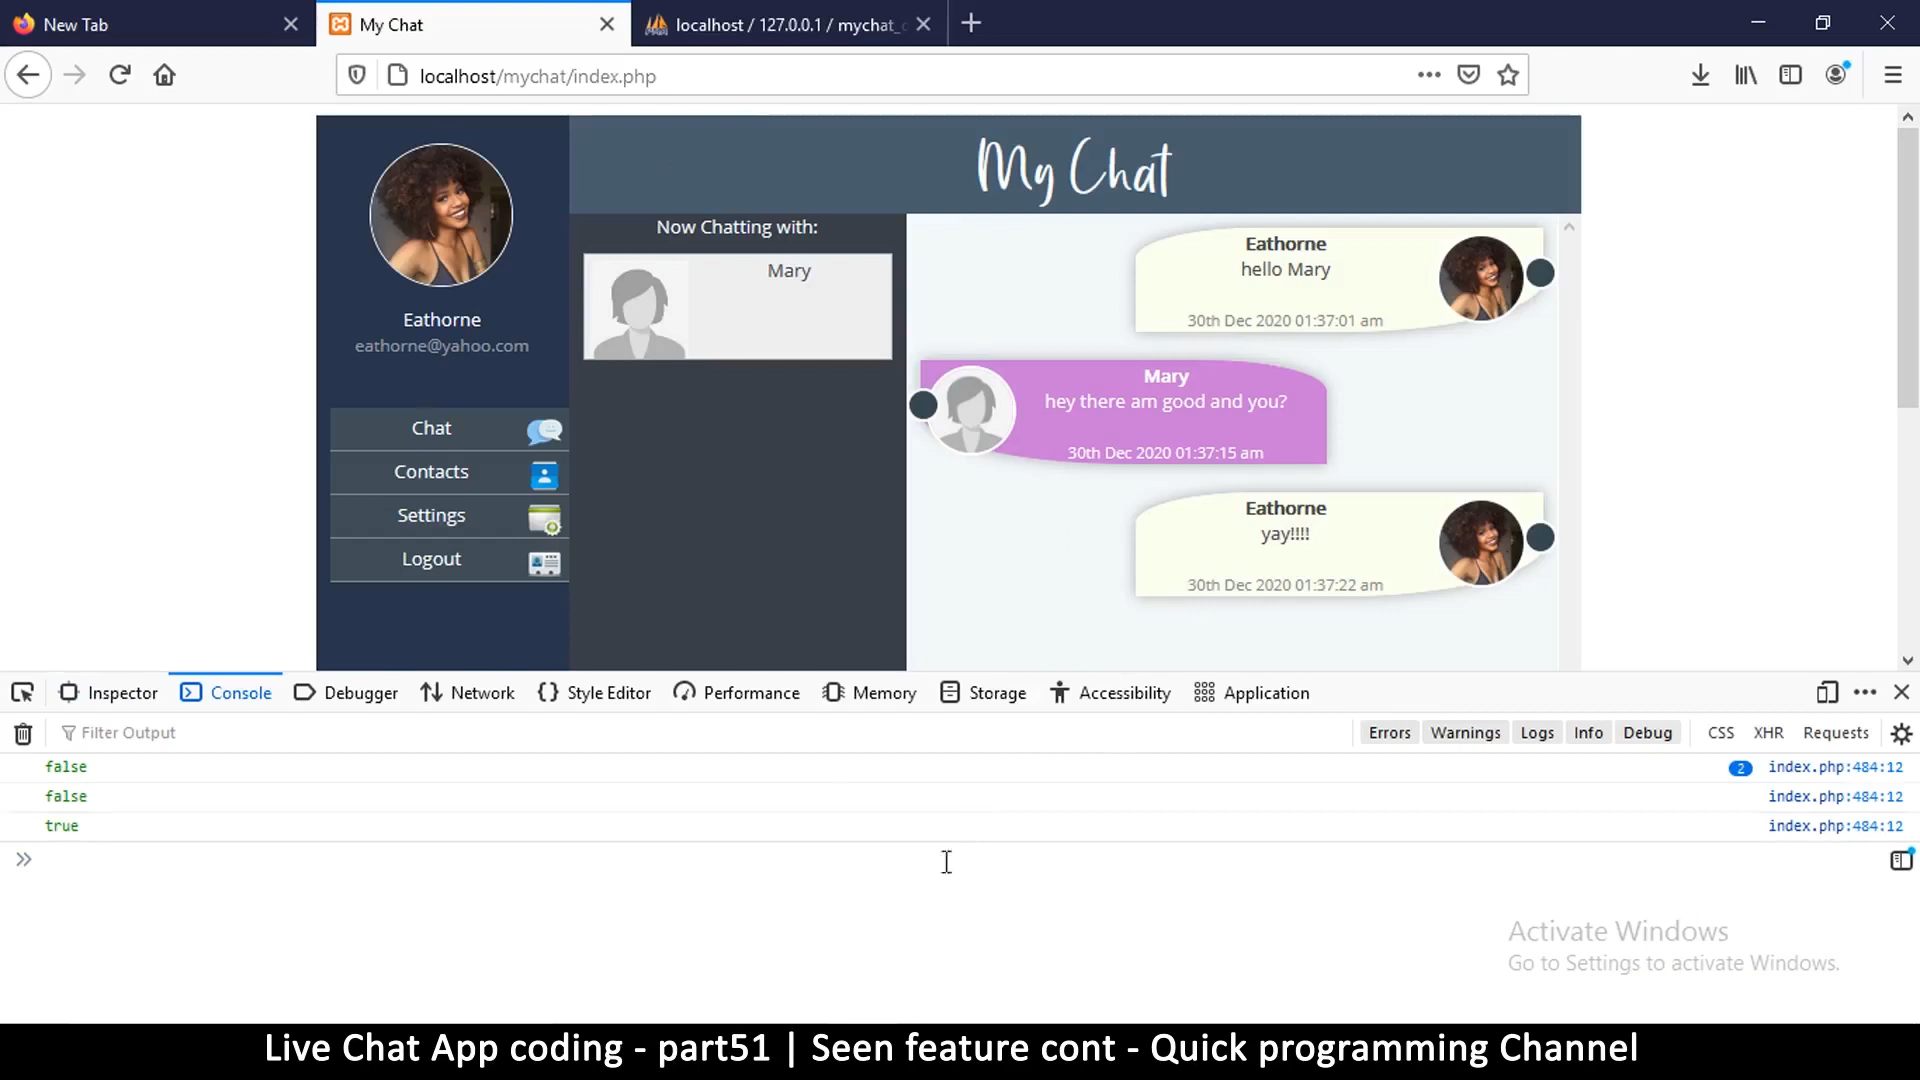 New Tab
My Chat
localhost / 127.0.0.1 / mychat_
localhost/mychat/index.php
My Chat
Eathorne
eathorne@yahoo.com
Chat
Contacts
Settings
Logout
Now Chatting with:
Mary
Eathorne
hello Mary
30th Dec 2020 01:37:01 am
Mary
hey there am good and you?
30th Dec 2020 01:37:15 am
Eathorne
yay!!!!
30th Dec 2020 01:37:22 am
Inspector Console Debugger Network Style Editor Performance Memory Storage Accessibility Application
Filter Output Errors Warnings Logs Info Debug CSS XHR Requests
false 2 index.php:484:12
false index.php:484:12
true index.php:484:12
Activate Windows
Go to Settings to activate Windows.
Live Chat App coding - part51 | Seen feature cont - Quick programming Channel